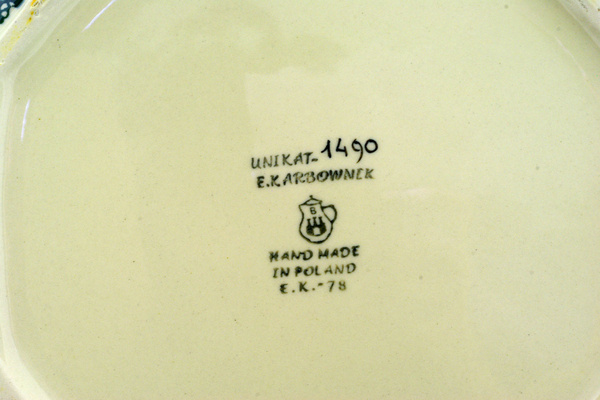 UNIKAT-1490
E.KARBOWNEK
B
HAND MADE
IN POLAND
E.K.-78